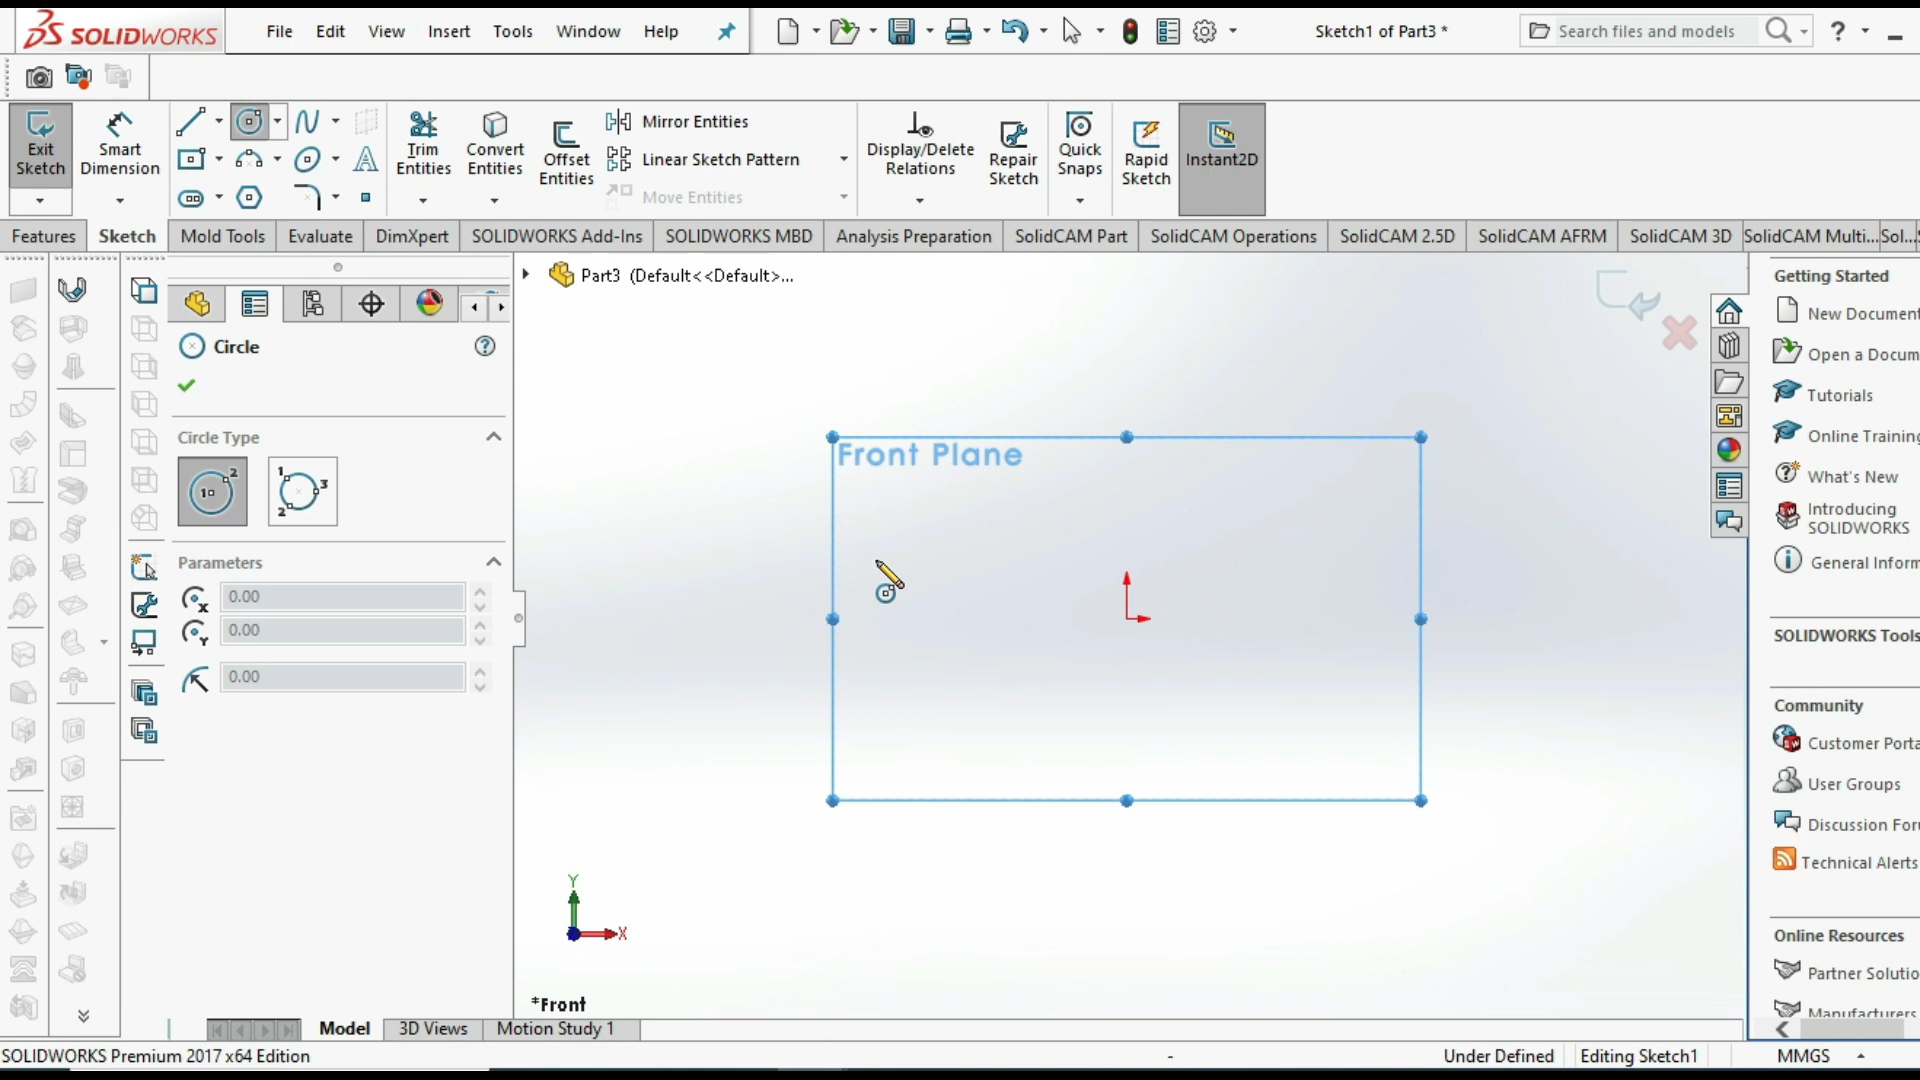 SOLIDWORKS File Edit View Insert Tools Window Help Sketch1 of Part3 * Search files and models ?
Exit Sketch
Smart Dimension
Trim Entities
Convert Entities
Offset Entities
Mirror Entities
Linear Sketch Pattern
Move Entities
Display/Delete Relations
Repair Sketch
Quick Snaps
Rapid Sketch
Instant2D
Features Sketch Mold Tools Evaluate DimXpert SOLIDWORKS Add-Ins SOLIDWORKS MBD Analysis Preparation SolidCAM Part SolidCAM Operations SolidCAM 2.5D SolidCAM AFRM SolidCAM 3D SolidCAM Multi... Sol...
Part3 (Default<<Default>...
Circle
Circle Type
Parameters
0.00
0.00
0.00
Front Plane
Y
X
*Front
Getting Started
New Document
Open a Docum
Tutorials
Online Training
What's New
Introducing
SOLIDWORKS
General Inform
SOLIDWORKS Tools
Community
Customer Porta
User Groups
Discussion Foru
Technical Alerts
Online Resources
Partner Solutio
Manufacturers
Model 3D Views Motion Study 1
SOLIDWORKS Premium 2017 x64 Edition - Under Defined Editing Sketch1 MMGS